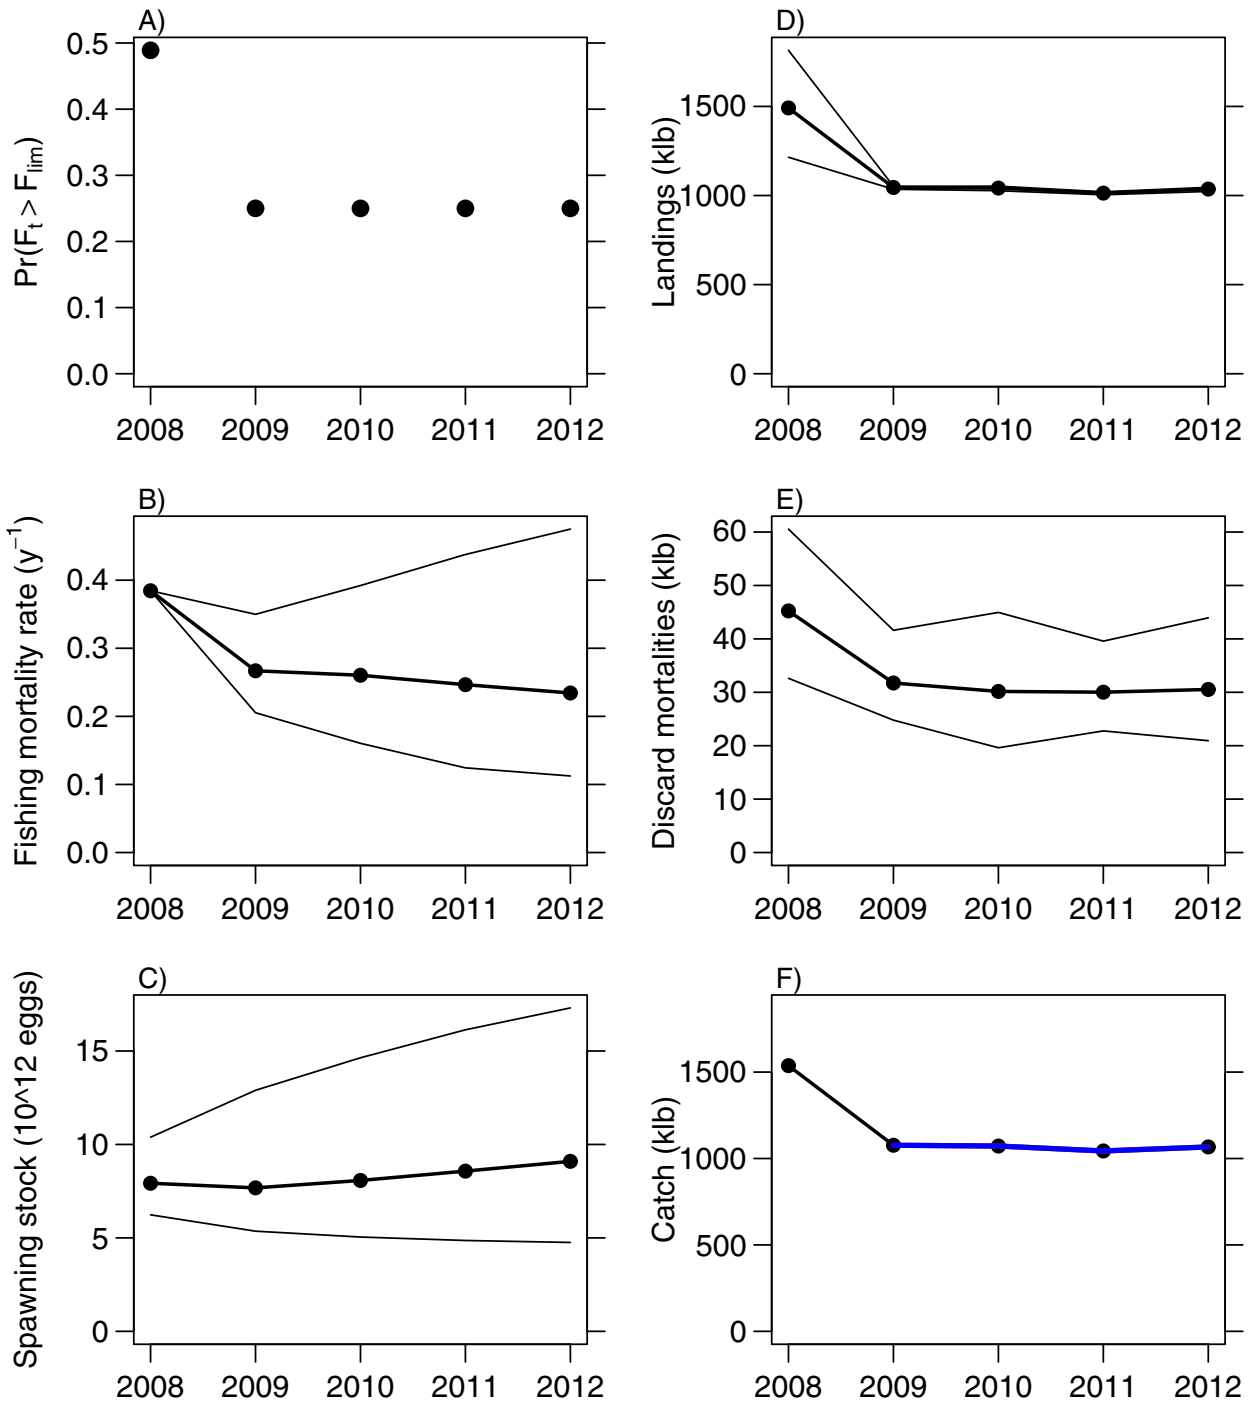 A)
Pr(Ft > Flim)
0.5
0.4
0.3
0.2
0.1
0.0
2008 2009 2010 2011 2012
D)
Landings (klb)
1500
1000
500
0
2008 2009 2010 2011 2012
B)
Fishing mortality rate (y−1)
0.4
0.3
0.2
0.1
0.0
2008 2009 2010 2011 2012
E)
Discard mortalities (klb)
60
50
40
30
20
10
0
2008 2009 2010 2011 2012
C)
Spawning stock (10^12 eggs)
15
10
5
0
2008 2009 2010 2011 2012
F)
Catch (klb)
1500
1000
500
0
2008 2009 2010 2011 2012